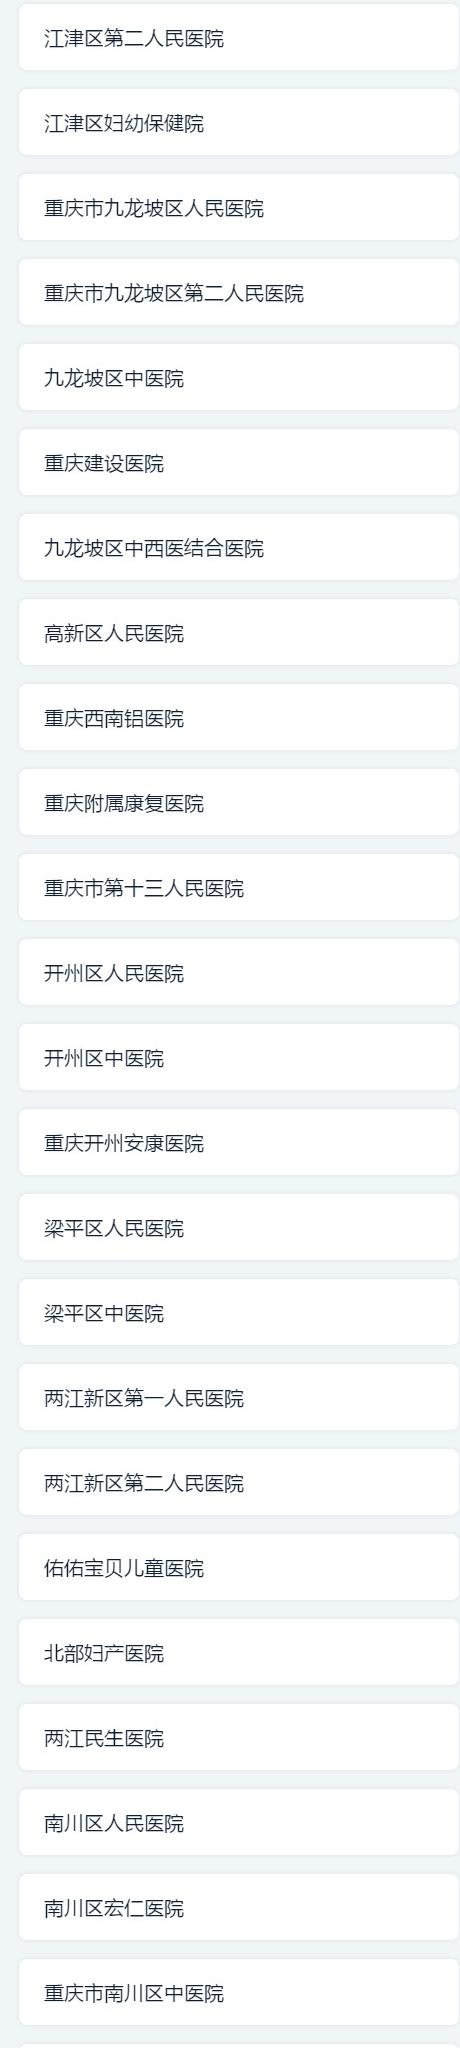 江津区第二人民医院
江津区妇幼保健院
重庆市九龙坡区人民医院
重庆市九龙坡区第二人民医院
九龙坡区中医院
重庆建设医院
九龙坡区中西医结合医院
高新区人民医院
重庆西南铝医院
重庆附属康复医院
重庆市第十三人民医院
开州区人民医院
开州区中医院
重庆开州安康医院
梁平区人民医院
梁平区中医院
两江新区第一人民医院
两江新区第二人民医院
佑佑宝贝儿童医院
北部妇产医院
两江民生医院
南川区人民医院
南川区宏仁医院
重庆市南川区中医院